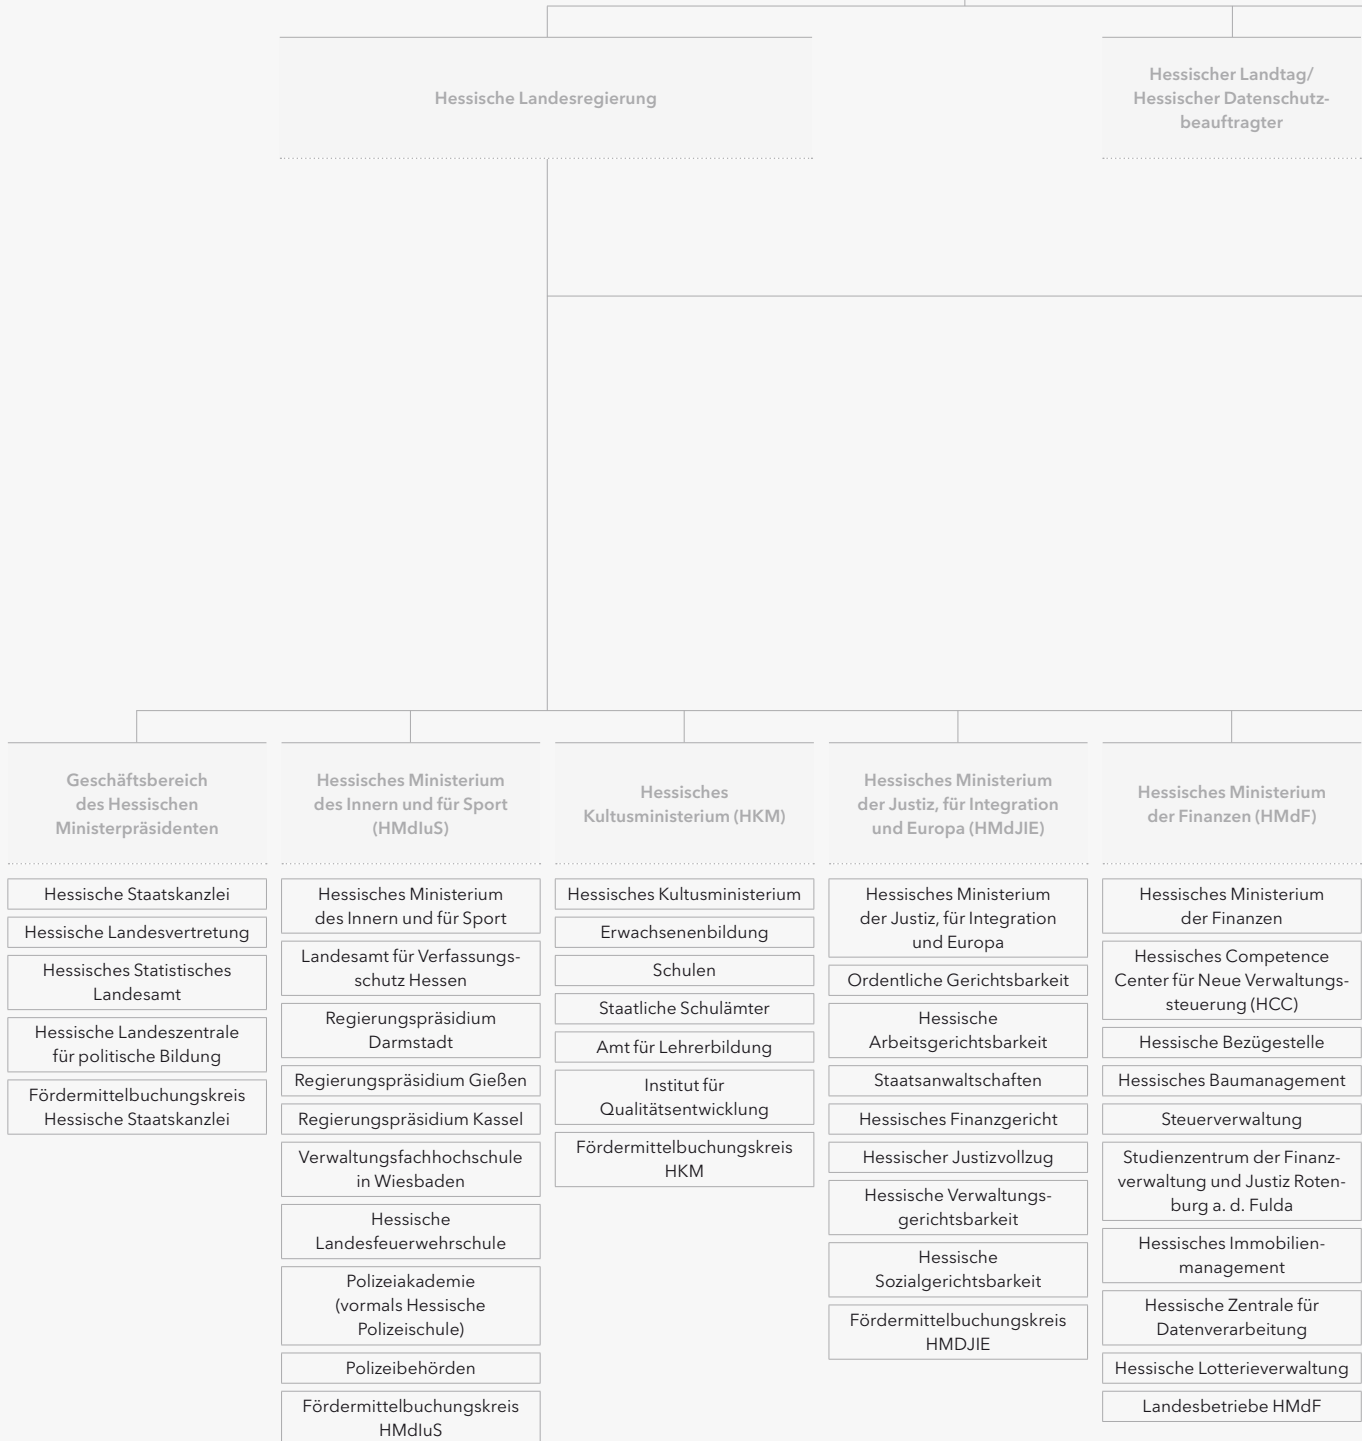 Hessische Landesregierung
Hessischer Landtag/
Hessischer Datenschutz-
beauftragter
Geschäftsbereich
des Hessischen
Ministerpräsidenten
Hessische Staatskanzlei
Hessische Landesvertretung
Hessisches Statistisches
Landesamt
Hessische Landeszentrale
für politische Bildung
Fördermittelbuchungskreis
Hessische Staatskanzlei
Hessisches Ministerium
des Innern und für Sport
(HMdIuS)
Hessisches Ministerium
des Innern und für Sport
Landesamt für Verfassungs-
schutz Hessen
Regierungspräsidium
Darmstadt
Regierungspräsidium Gießen
Regierungspräsidium Kassel
Verwaltungsfachhochschule
in Wiesbaden
Hessische
Landesfeuerwehrschule
Polizeiakademie
(vormals Hessische
Polizeischule)
Polizeibehörden
Fördermittelbuchungskreis
HMdIuS
Hessisches
Kultusministerium (HKM)
Hessisches Kultusministerium
Erwachsenenbildung
Schulen
Staatliche Schulämter
Amt für Lehrerbildung
Institut für
Qualitätsentwicklung
Fördermittelbuchungskreis
HKM
Hessisches Ministerium
der Justiz, für Integration
und Europa (HMdJIE)
Hessisches Ministerium
der Justiz, für Integration
und Europa
Ordentliche Gerichtsbarkeit
Hessische
Arbeitsgerichtsbarkeit
Staatsanwaltschaften
Hessisches Finanzgericht
Hessischer Justizvollzug
Hessische Verwaltungs-
gerichtsbarkeit
Hessische
Sozialgerichtsbarkeit
Fördermittelbuchungskreis
HMDJIE
Hessisches Ministerium
der Finanzen (HMdF)
Hessisches Ministerium
der Finanzen
Hessisches Competence
Center für Neue Verwaltungs-
steuerung (HCC)
Hessische Bezügestelle
Hessisches Baumanagement
Steuerverwaltung
Studienzentrum der Finanz-
verwaltung und Justiz Roten-
burg a. d. Fulda
Hessisches Immobilien-
management
Hessische Zentrale für
Datenverarbeitung
Hessische Lotterieverwaltung
Landesbetriebe HMdF